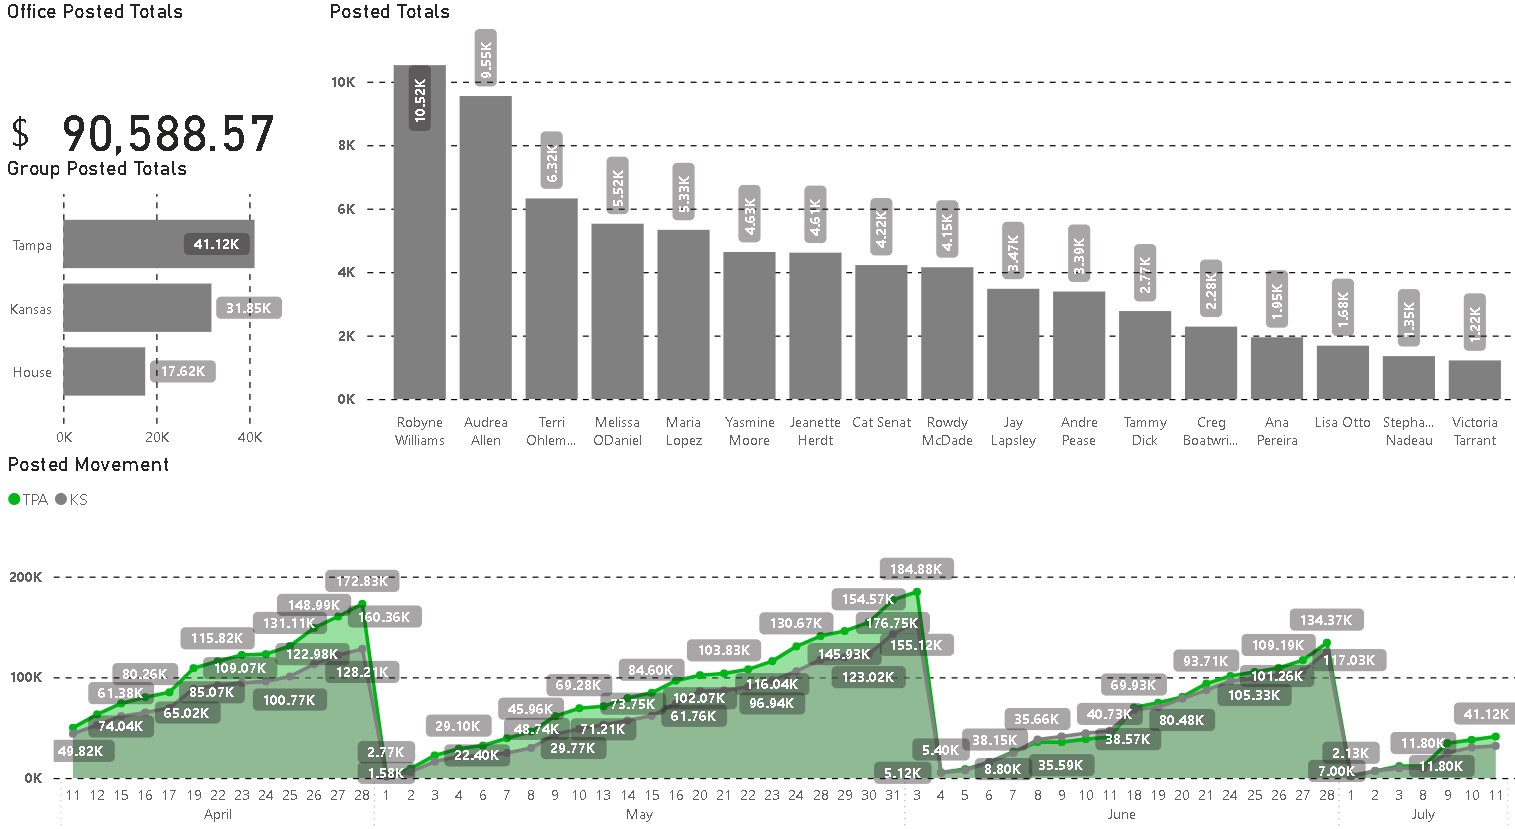 Office Posted Totals
$ 90,588.57
Group Posted Totals
Tampa 41.12K
Kansas 31.85K
House 17.62K
0K 20K 40K
Posted Totals
10K
8K
6K
4K
2K
0K
10.52K 9.55K 6.32K 5.52K 5.33K 4.63K 4.61K 4.22K 4.15K 3.47K 3.39K 2.77K 2.28K 1.95K 1.68K 1.35K 1.22K
Robyne Williams
Audrea Allen
Terri Ohlem...
Melissa ODaniel
Maria Lopez
Yasmine Moore
Jeanette Herdt
Cat Senat
Rowdy McDade
Jay Lapsley
Andre Pease
Tammy Dick
Creg Boatwri...
Ana Pereira
Lisa Otto
Stepha... Nadeau
Victoria Tarrant
Posted Movement
TPA KS
200K
100K
0K
49.82K 61.38K 74.04K 80.26K 65.02K 85.07K 115.82K 109.07K 131.11K 100.77K 148.99K 122.98K 172.83K 160.36K 128.21K
2.77K 1.58K 29.10K 22.40K 45.96K 48.74K 29.77K 69.28K 71.21K 73.75K 84.60K 61.76K 102.07K 103.83K 96.94K 116.04K 130.67K 145.93K 154.57K 123.02K 176.75K 184.88K 155.12K
5.12K 5.40K 8.80K 38.15K 35.66K 35.59K 40.73K 38.57K 69.93K 80.48K 93.71K 105.33K 109.19K 101.26K 134.37K 117.03K
2.13K 7.00K 11.80K 11.80K 41.12K
11 12 15 16 17 19 22 23 24 25 26 27 28 1 2 3 4 6 7 8 9 10 13 14 15 16 20 21 22 23 24 28 29 30 31 3 4 5 6 7 8 9 10 11 18 19 20 21 24 25 26 27 28 1 2 3 8 9 10 11
April May June July